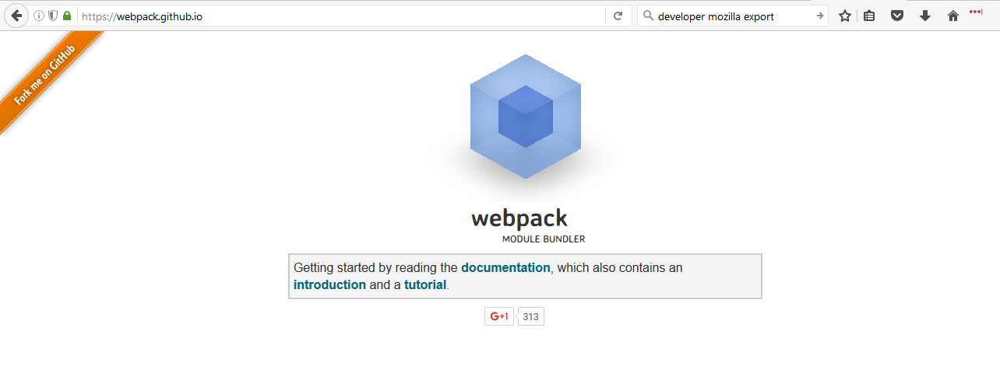 https://webpack.github.io
developer mozilla export
Fork me on GitHub
webpack
MODULE BUNDLER
Getting started by reading the documentation, which also contains an
introduction and a tutorial.
G+1 313